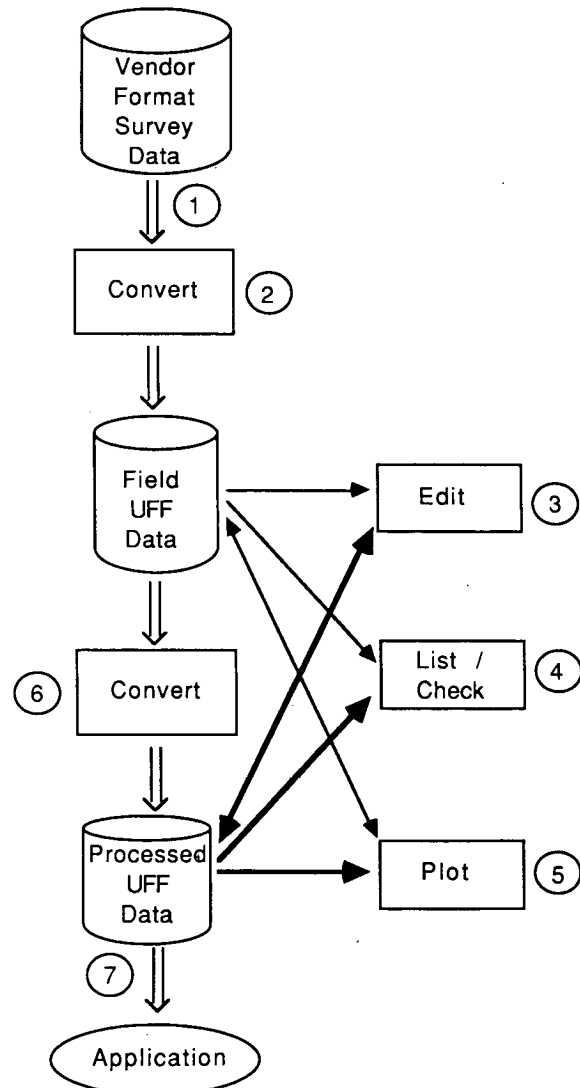 Vendor
Format
Survey
Data
1
Convert
2
Field
UFF
Data
Edit
3
List /
Check
4
6
Convert
Processed
UFF
Data
Plot
5
7
Application